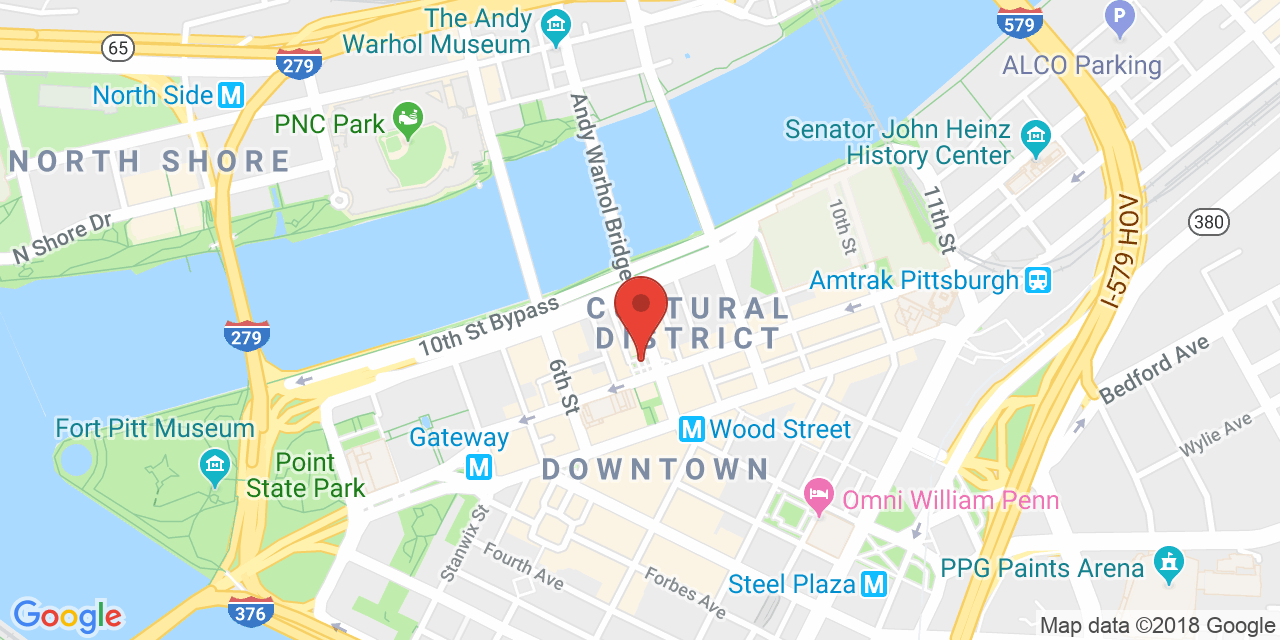 The Andy
Warhol Museum
65
279
579
P
ALCO Parking
North Side M
PNC Park
Andy Warhol Bridge
Senator John Heinz
History Center
NORTH SHORE
N Shore Dr
10th St
11th St
I-579 HOV
380
Amtrak Pittsburgh
279
10th St Bypass
C TURAL
DISTRICT
6th St
Bedford Ave
Wylie Ave
Fort Pitt Museum
Gateway
M
M Wood Street
Point
State Park
DOWNTOWN
Omni William Penn
Stanwix St
Fourth Ave
Forbes Ave
Steel Plaza M
PPG Paints Arena
376
Google
Map data ©2018 Google